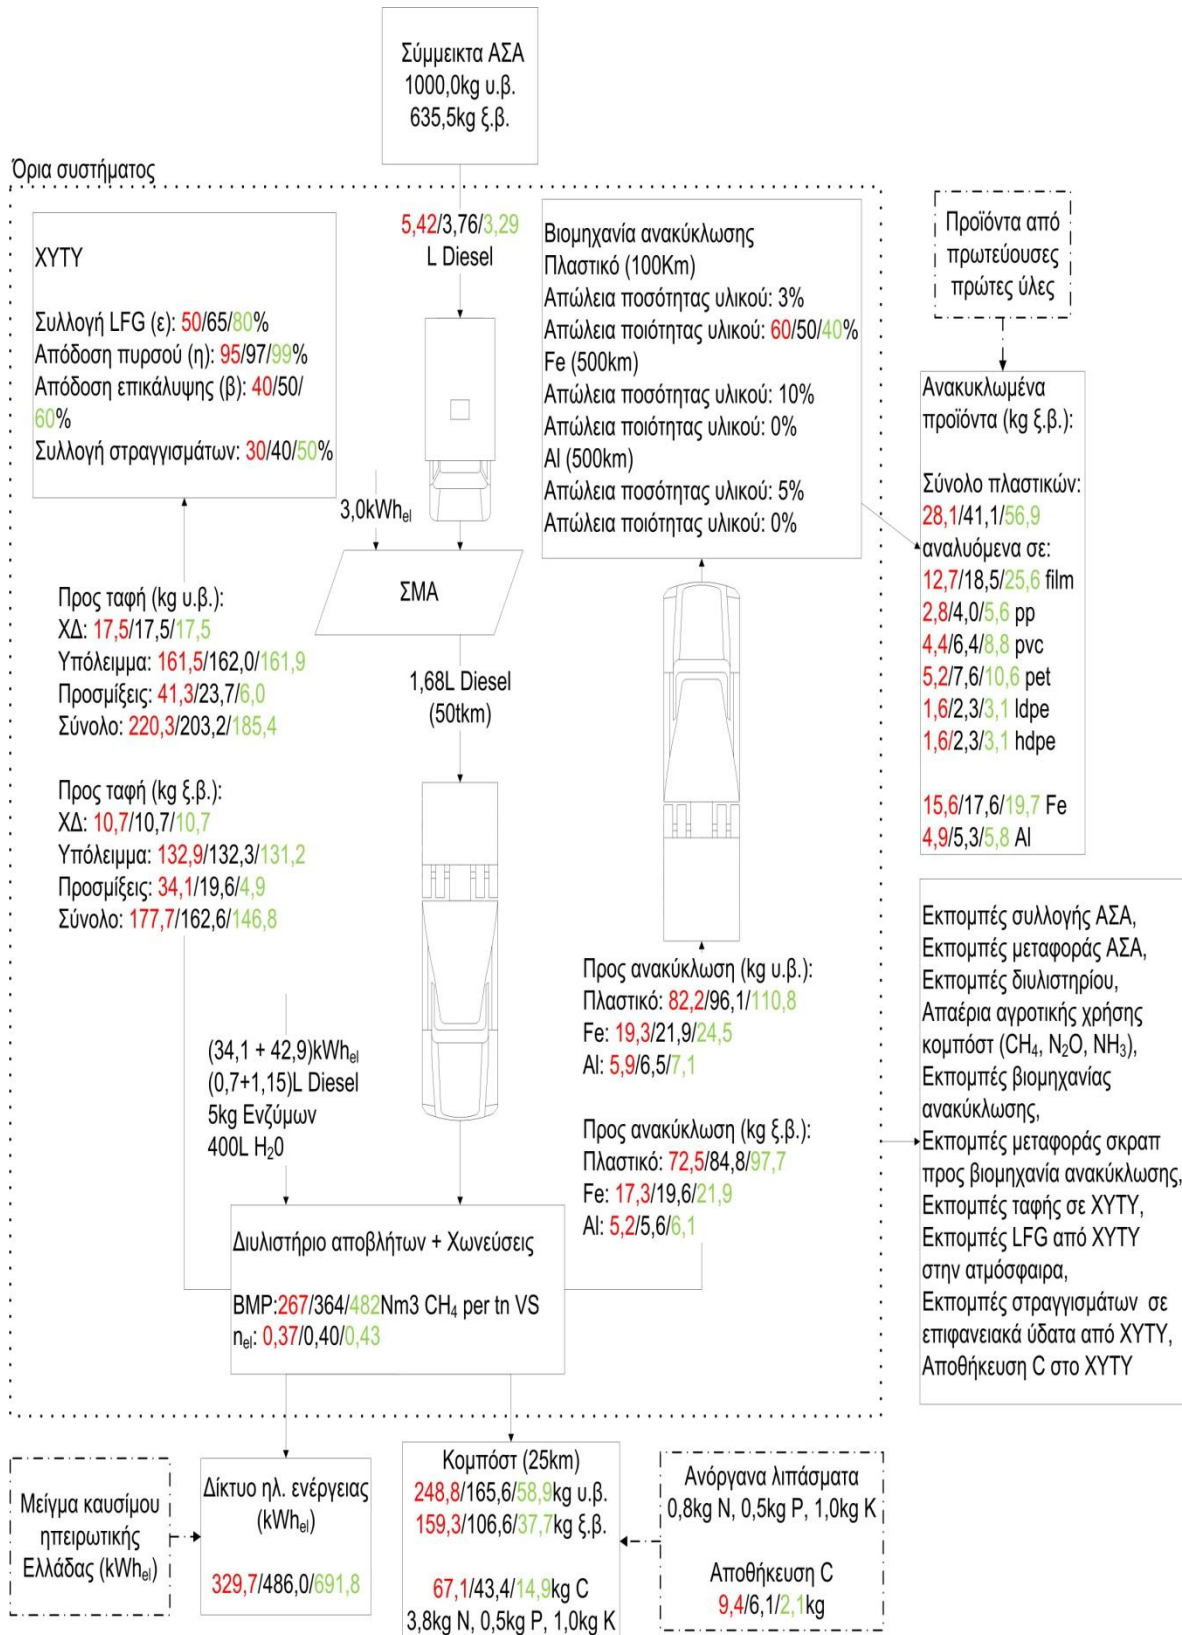 Σύμμεικτα ΑΣΑ
1000,0kg υ.β.
635,5kg ξ.β.
Όρια συστήματος
5,42/3,76/3,29
L Diesel
ΧΥΤΥ
Συλλογή LFG (ε): 50/65/80%
Απόδοση πυρσού (η): 95/97/99%
Απόδοση επικάλυψης (β): 40/50/
60%
Συλλογή στραγγισμάτων: 30/40/50%
Βιομηχανία ανακύκλωσης
Πλαστικό (100Km)
Απώλεια ποσότητας υλικού: 3%
Απώλεια ποιότητας υλικού: 60/50/40%
Fe (500km)
Απώλεια ποσότητας υλικού: 10%
Απώλεια ποιότητας υλικού: 0%
Al (500km)
Απώλεια ποσότητας υλικού: 5%
Απώλεια ποιότητας υλικού: 0%
Προϊόντα από
πρωτεύουσες
πρώτες ύλες
Ανακυκλωμένα
προϊόντα (kg ξ.β.):
Σύνολο πλαστικών:
28,1/41,1/56,9
αναλυόμενα σε:
12,7/18,5/25,6 film
2,8/4,0/5,6 pp
4,4/6,4/8,8 pvc
5,2/7,6/10,6 pet
1,6/2,3/3,1 ldpe
1,6/2,3/3,1 hdpe
15,6/17,6/19,7 Fe
4,9/5,3/5,8 Al
3,0kWhel
ΣΜΑ
1,68L Diesel
(50tkm)
Προς ταφή (kg υ.β.):
ΧΔ: 17,5/17,5/17,5
Υπόλειμμα: 161,5/162,0/161,9
Προσμίξεις: 41,3/23,7/6,0
Σύνολο: 220,3/203,2/185,4
Προς ταφή (kg ξ.β.):
ΧΔ: 10,7/10,7/10,7
Υπόλειμμα: 132,9/132,3/131,2
Προσμίξεις: 34,1/19,6/4,9
Σύνολο: 177,7/162,6/146,8
(34,1 + 42,9)kWhel
(0,7+1,15)L Diesel
5kg Ενζύμων
400L H20
Προς ανακύκλωση (kg υ.β.):
Πλαστικό: 82,2/96,1/110,8
Fe: 19,3/21,9/24,5
Al: 5,9/6,5/7,1
Προς ανακύκλωση (kg ξ.β.):
Πλαστικό: 72,5/84,8/97,7
Fe: 17,3/19,6/21,9
Al: 5,2/5,6/6,1
Εκπομπές συλλογής ΑΣΑ,
Εκπομπές μεταφοράς ΑΣΑ,
Εκπομπές διυλιστηρίου,
Απαέρια αγροτικής χρήσης
κομπόστ (CH4, N2O, NH3),
Εκπομπές βιομηχανίας
ανακύκλωσης,
Εκπομπές μεταφοράς σκραπ
προς βιομηχανία ανακύκλωσης,
Εκπομπές ταφής σε ΧΥΤΥ,
Εκπομπές LFG από ΧΥΤΥ
στην ατμόσφαιρα,
Εκπομπές στραγγισμάτων σε
επιφανειακά ύδατα από ΧΥΤΥ,
Αποθήκευση C στο ΧΥΤΥ
Διυλιστήριο αποβλήτων + Χωνεύσεις
BMP:267/364/482Nm3 CH4 per tn VS
nel: 0,37/0,40/0,43
Μείγμα καυσίμου
ηπειρωτικής
Ελλάδας (kWhel)
Δίκτυο ηλ. ενέργειας
(kWhel)
329,7/486,0/691,8
Κομπόστ (25km)
248,8/165,6/58,9kg υ.β.
159,3/106,6/37,7kg ξ.β.
67,1/43,4/14,9kg C
3,8kg N, 0,5kg P, 1,0kg K
Ανόργανα λιπάσματα
0,8kg N, 0,5kg P, 1,0kg K
Αποθήκευση C
9,4/6,1/2,1kg